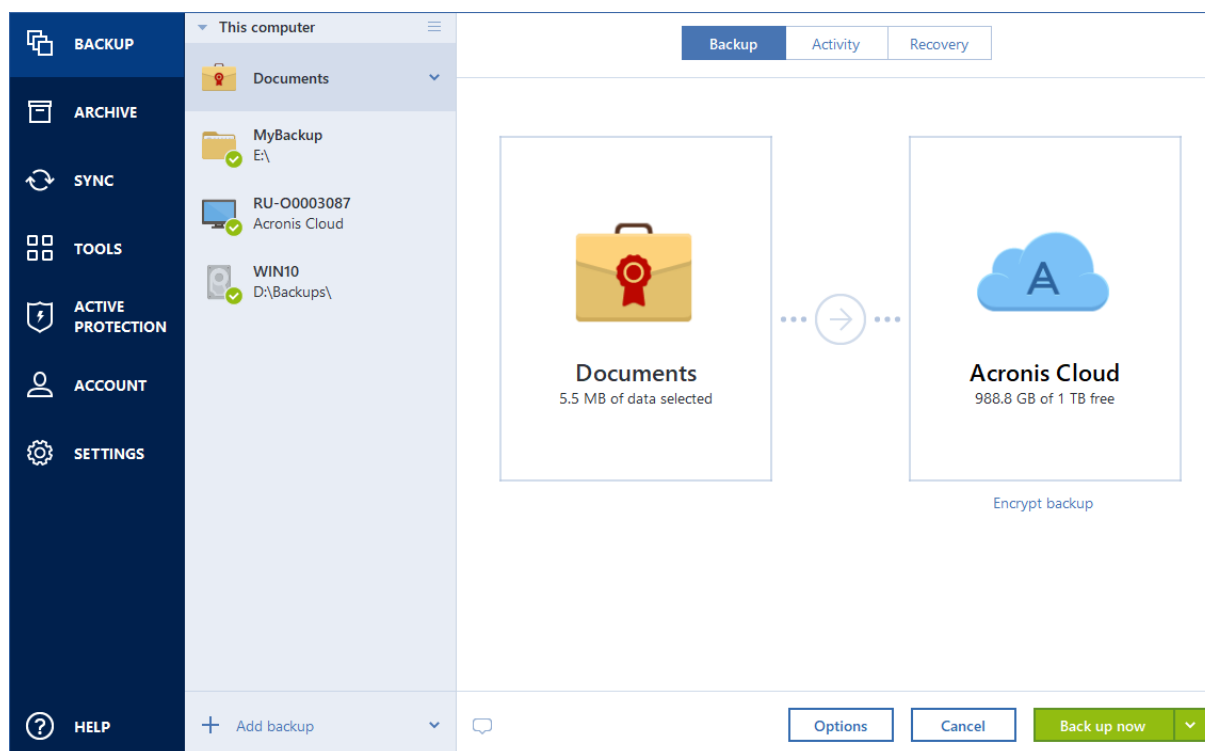 BACKUP
ARCHIVE
SYNC
TOOLS
ACTIVE
PROTECTION
ACCOUNT
SETTINGS
HELP
This computer
Documents
MyBackup
E:\
RU-O0003087
Acronis Cloud
WIN10
D:\Backups\
Add backup
Backup
Activity
Recovery
Documents
5.5 MB of data selected
Acronis Cloud
988.8 GB of 1 TB free
Encrypt backup
Options
Cancel
Back up now